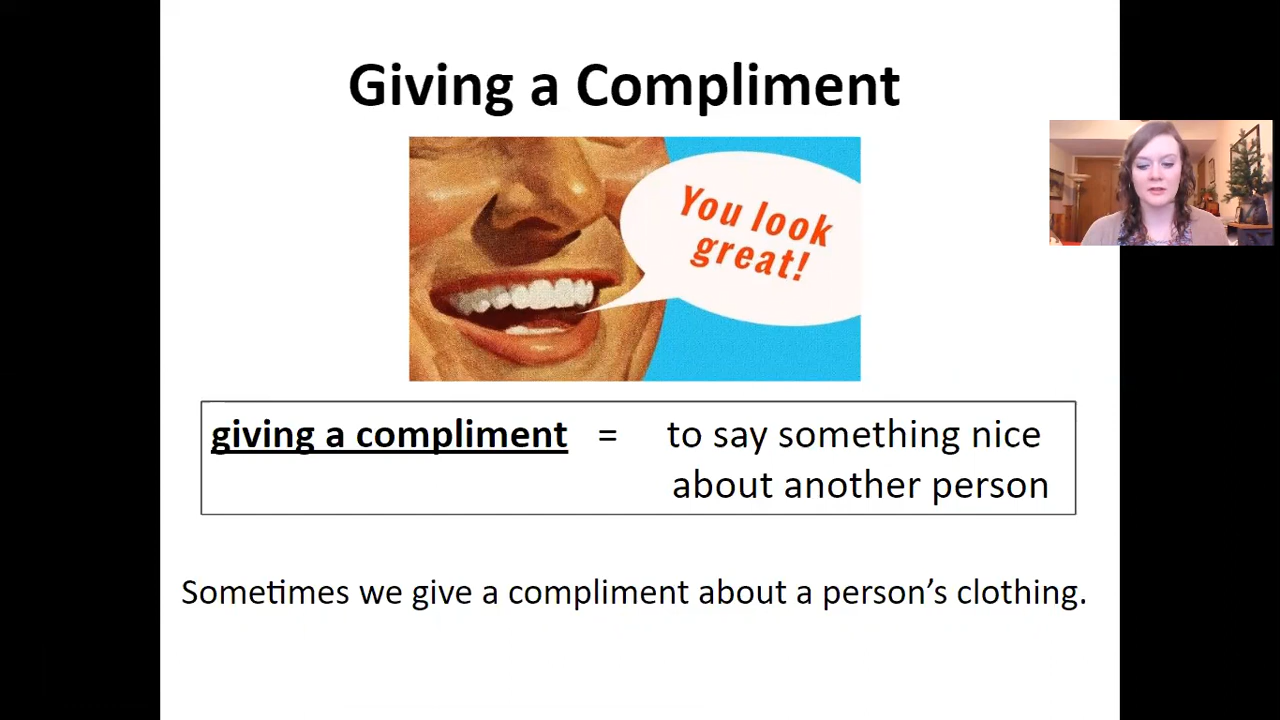 Giving a Compliment
You look
great!
giving a compliment = to say something nice
about another person
Sometimes we give a compliment about a person’s clothing.